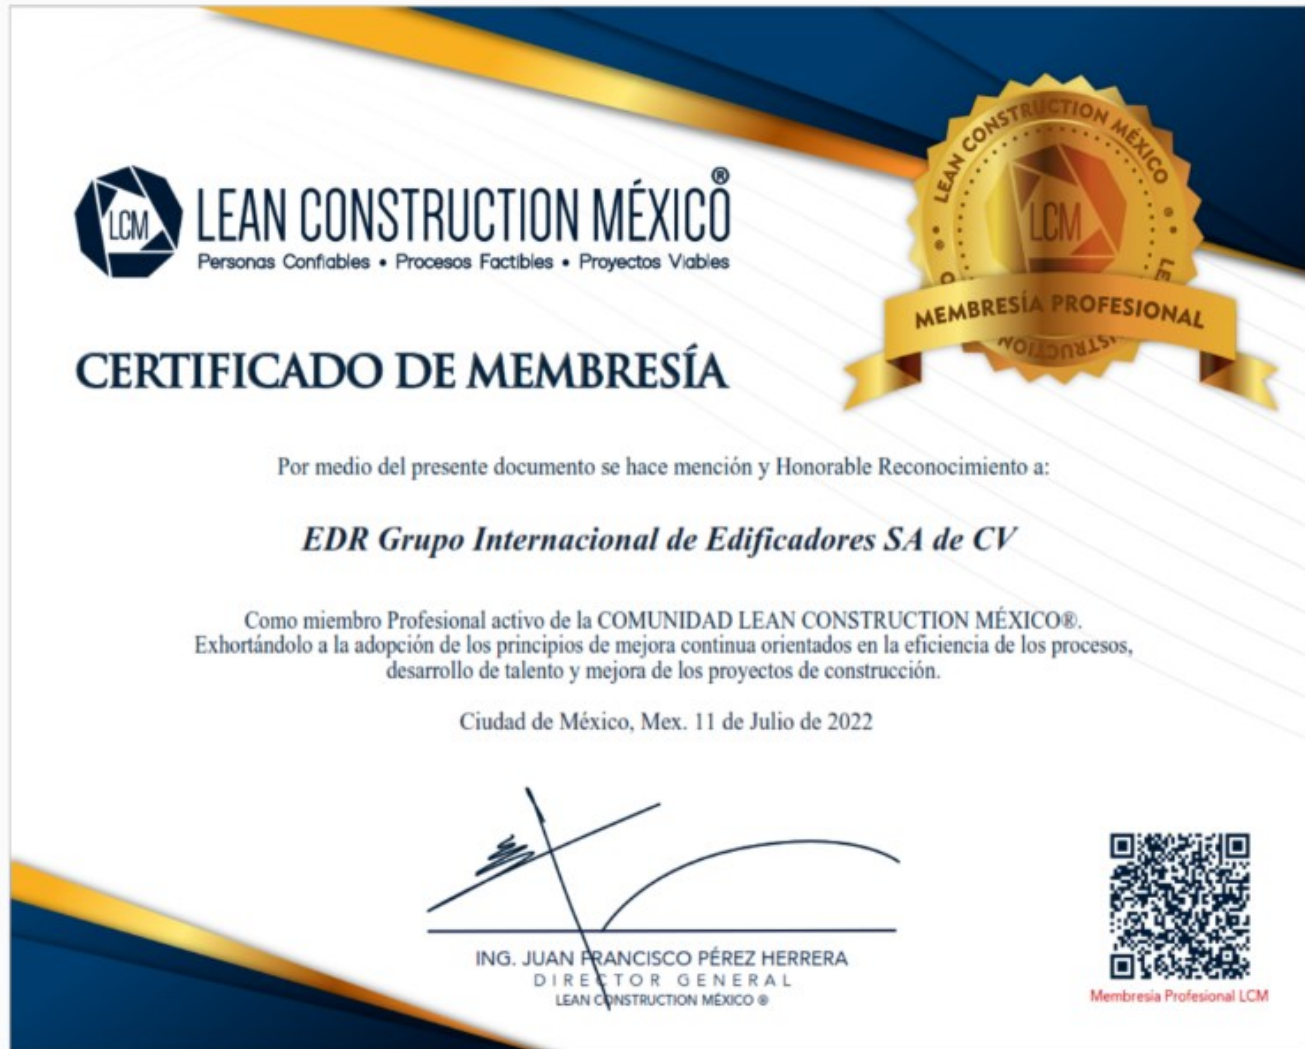 LCM
LEAN CONSTRUCTION MÉXICO®
Personas Confiables • Procesos Factibles • Proyectos Viables
LEAN CONSTRUCTION MÉXICO
LCM
MEMBRESÍA PROFESIONAL
CERTIFICADO DE MEMBRESÍA
Por medio del presente documento se hace mención y Honorable Reconocimiento a:
EDR Grupo Internacional de Edificadores SA de CV
Como miembro Profesional activo de la COMUNIDAD LEAN CONSTRUCTION MÉXICO®.
Exhortándolo a la adopción de los principios de mejora continua orientados en la eficiencia de los procesos,
desarrollo de talento y mejora de los proyectos de construcción.
Ciudad de México, Mex. 11 de Julio de 2022
ING. JUAN FRANCISCO PÉREZ HERRERA
DIRECTOR GENERAL
LEAN CONSTRUCTION MÉXICO ®
Membresia Profesional LCM